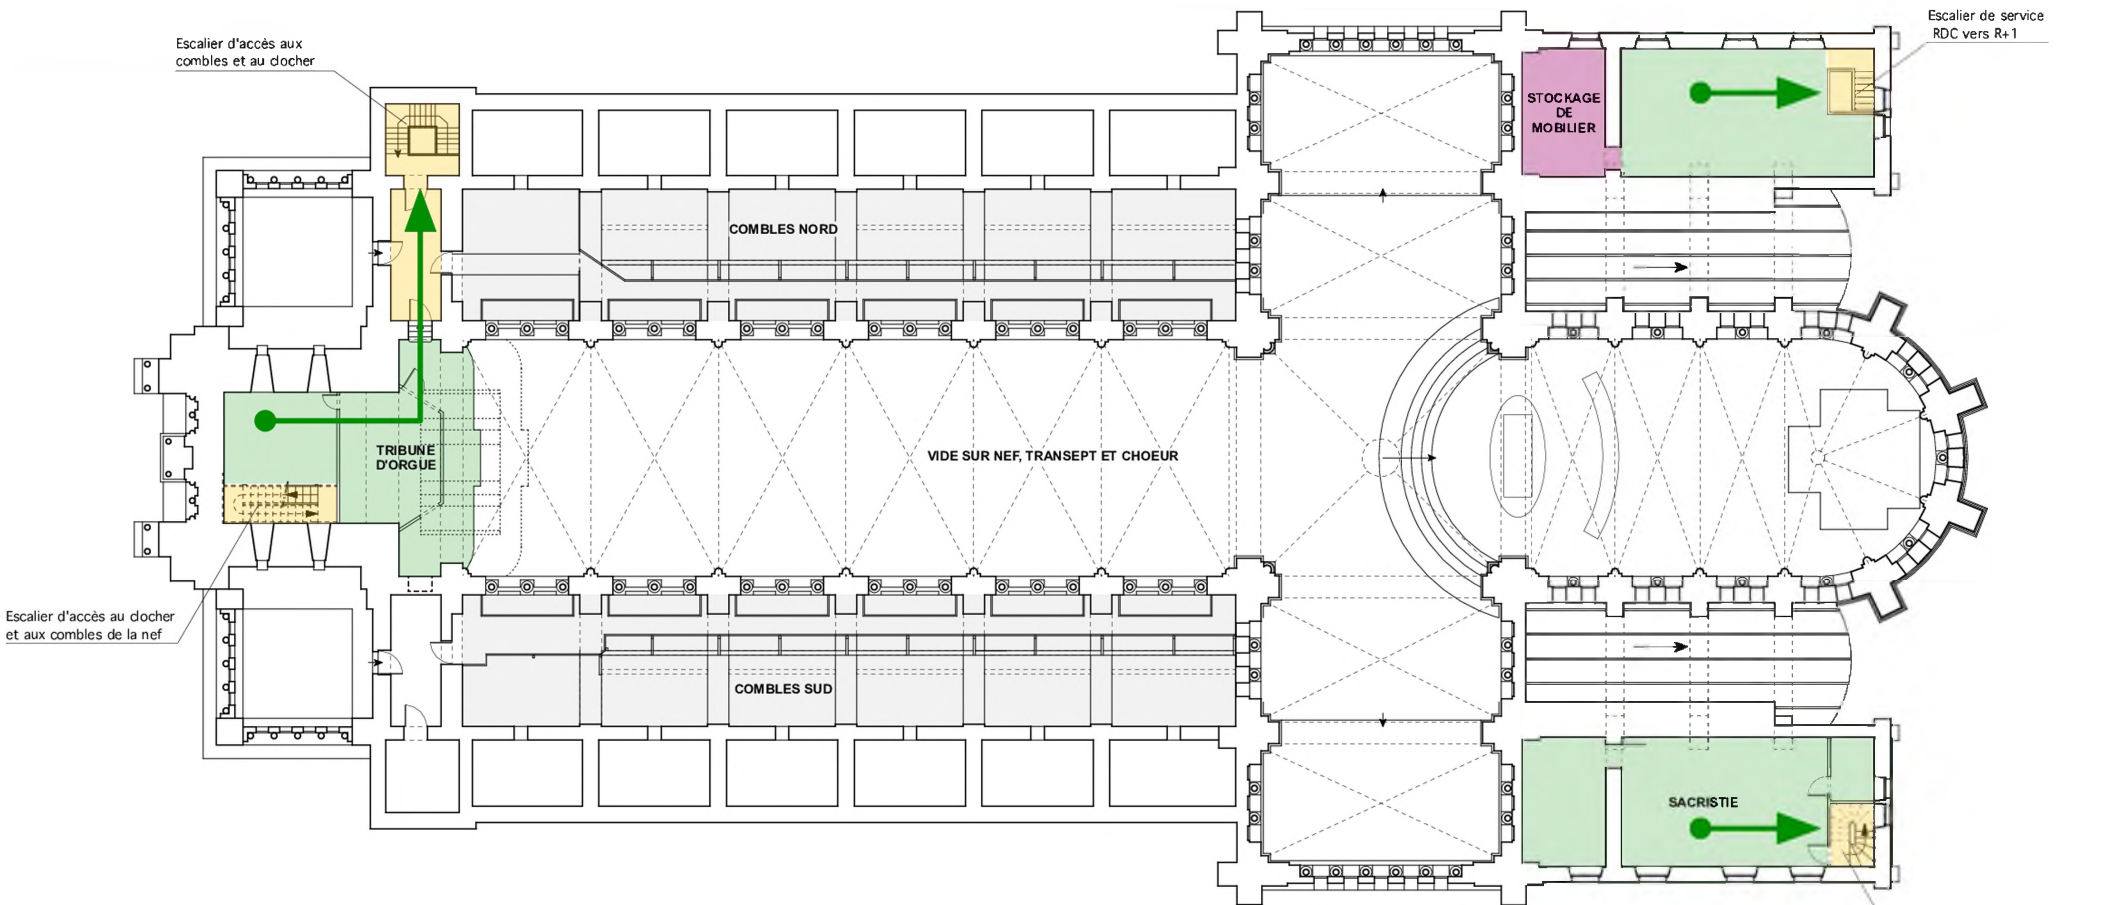 Escalier de service
RDC vers R+1
Escalier d'accès aux
combles et au clocher
STOCKAGE
DE
MOBILIER
COMBLES NORD
TRIBUNE
D'ORGUE
VIDE SUR NEF, TRANSEPT ET CHOEUR
Escalier d'accès au clocher
et aux combles de la nef
COMBLES SUD
SACRISTIE